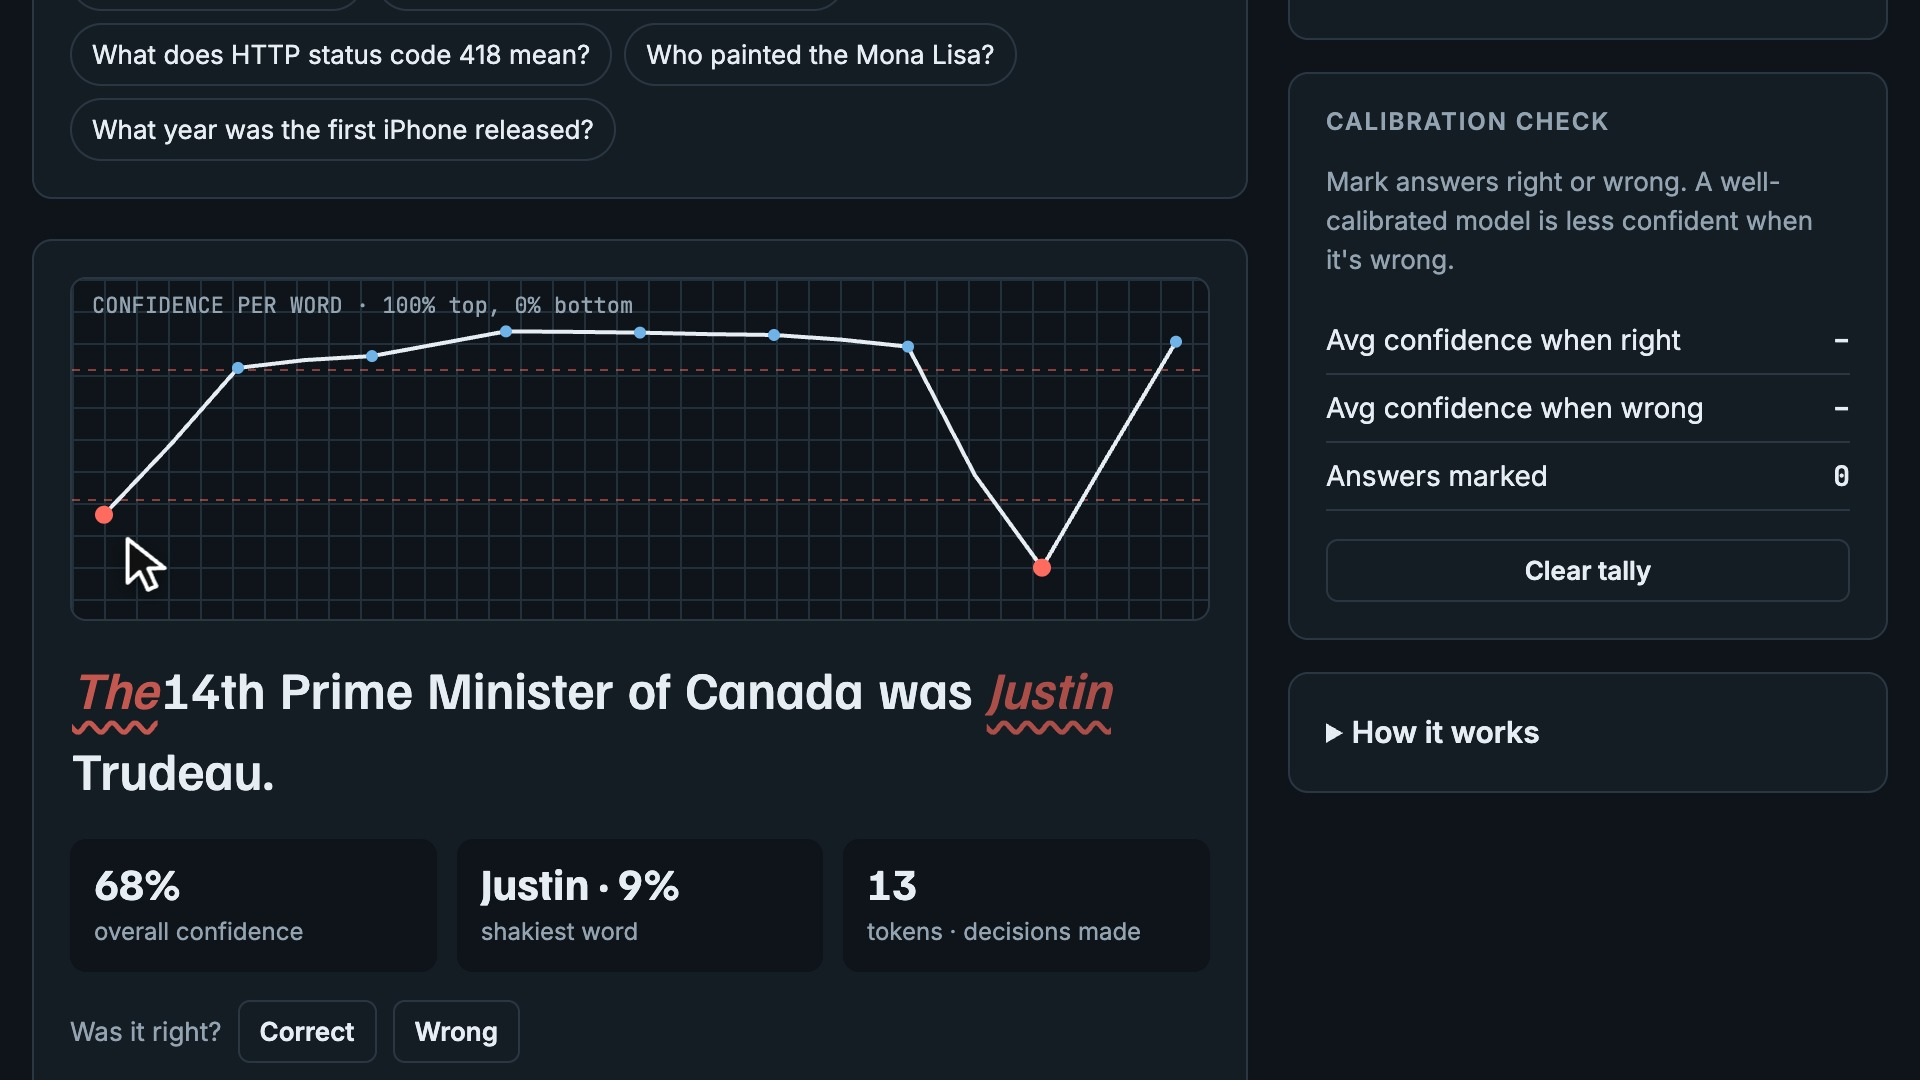 What does HTTP status code 418 mean?
Who painted the Mona Lisa?
What year was the first iPhone released?
CONFIDENCE PER WORD · 100% top, 0% bottom
The14th Prime Minister of Canada was Justin
Trudeau.
68%
overall confidence
Justin · 9%
shakiest word
13
tokens · decisions made
Was it right?
Correct
Wrong
CALIBRATION CHECK
Mark answers right or wrong. A well-
calibrated model is less confident when
it's wrong.
Avg confidence when right –
Avg confidence when wrong –
Answers marked 0
Clear tally
▶ How it works